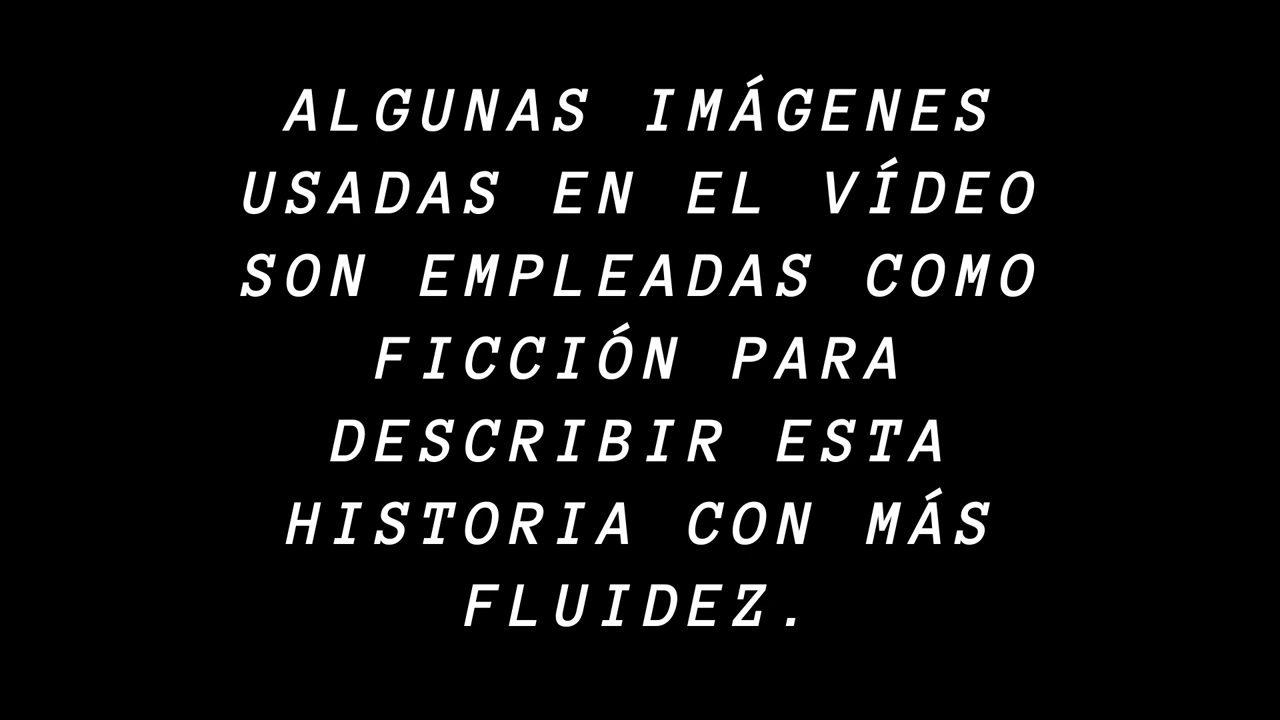 ALGUNAS IMÁGENES
USADAS EN EL VÍDEO
SON EMPLEADAS COMO
FICCIÓN PARA
DESCRIBIR ESTA
HISTORIA CON MÁS
FLUIDEZ.